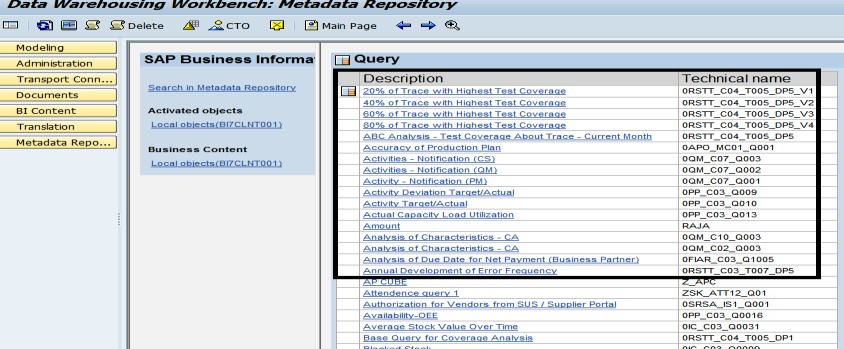 Data Warehousing Workbench: Metadata Repository
Delete CTO Main Page
Modeling
Administration
Transport Conn...
Documents
BI Content
Translation
Metadata Repo...
SAP Business Informa
Search in Metadata Repository
Activated objects
Local objects(BI7CLNT001)
Business Content
Local objects(BI7CLNT001)
Query
Description Technical name
20% of Trace with Highest Test Coverage 0RSTT_C04_T005_DP5_V1
40% of Trace with Highest Test Coverage 0RSTT_C04_T005_DP5_V2
60% of Trace with Highest Test Coverage 0RSTT_C04_T005_DP5_V3
80% of Trace with Highest Test Coverage 0RSTT_C04_T005_DP5_V4
ABC Analysis - Test Coverage About Trace - Current Month 0RSTT_C04_T005_DP5
Accuracy of Production Plan 0APO_MC01_Q001
Activities - Notification (CS) 0QM_C07_Q003
Activities - Notification (QM) 0QM_C07_Q002
Activity - Notification (PM) 0QM_C07_Q001
Activity Deviation Target/Actual 0PP_C03_Q009
Activity Target/Actual 0PP_C03_Q010
Actual Capacity Load Utilization 0PP_C03_Q013
Amount RAJA
Analysis of Characteristics - CA 0QM_C10_Q003
Analysis of Characteristics - CA 0QM_C02_Q003
Analysis of Due Date for Net Payment (Business Partner) 0FIAR_C03_Q1005
Annual Development of Error Frequency 0RSTT_C03_T007_DP5
AP CUBE Z_APC
Attendence query 1 ZSK_ATT12_Q01
Authorization for Vendors from SUS / Supplier Portal 0SRSA_IS1_Q001
Availability-OEE 0PP_C03_Q0016
Average Stock Value Over Time 0IC_C03_Q0031
Base Query for Coverage Analysis 0RSTT_C04_T005_DP1
Blocked Stock 0IC_C03_Q0009